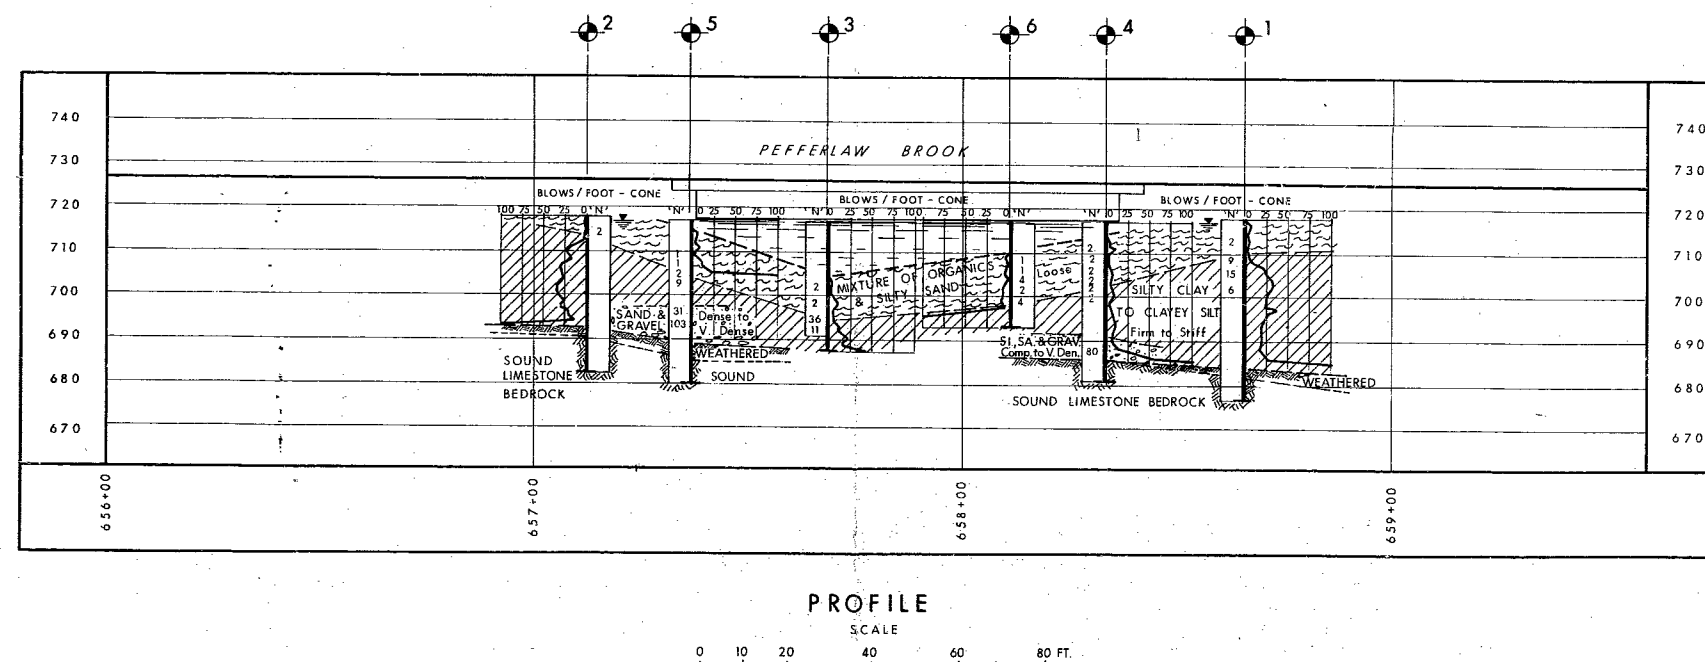 2 5 3 6 4 1
740 740
730 PEFFERLAW BROOK 730
BLOWS / FOOT - CONE BLOWS / FOOT - CONE BLOWS / FOOT - CONE
720 720
100 75 50 25 0 'N' 'N' 0 25 50 75 100 'N' 0 25 50 75 100 75 50 25 0 'N' 'N' 0 25 50 75 100 'N' 0 25 50 75 100
710 710
700 700
690 690
680 680
670 670
2
1
1
2
9
31
103
2
2
36
11
1
1
4
2
4
2
2
2
2
2
80
2
9
15
6
MIXTURE OF ORGANICS
& SILTY SAND
Loose
SILTY CLAY
TO CLAYEY SILT
Firm to Stiff
SAND &
GRAVEL
Dense to
V. Dense
SI, SA, & GRAV.
Comp. to V. Den.
WEATHERED
SOUND
SOUND
LIMESTONE
BEDROCK
SOUND LIMESTONE BEDROCK
WEATHERED
656+00 657+00 658+00 659+00
PROFILE
SCALE
0 10 20 40 60 80 FT.